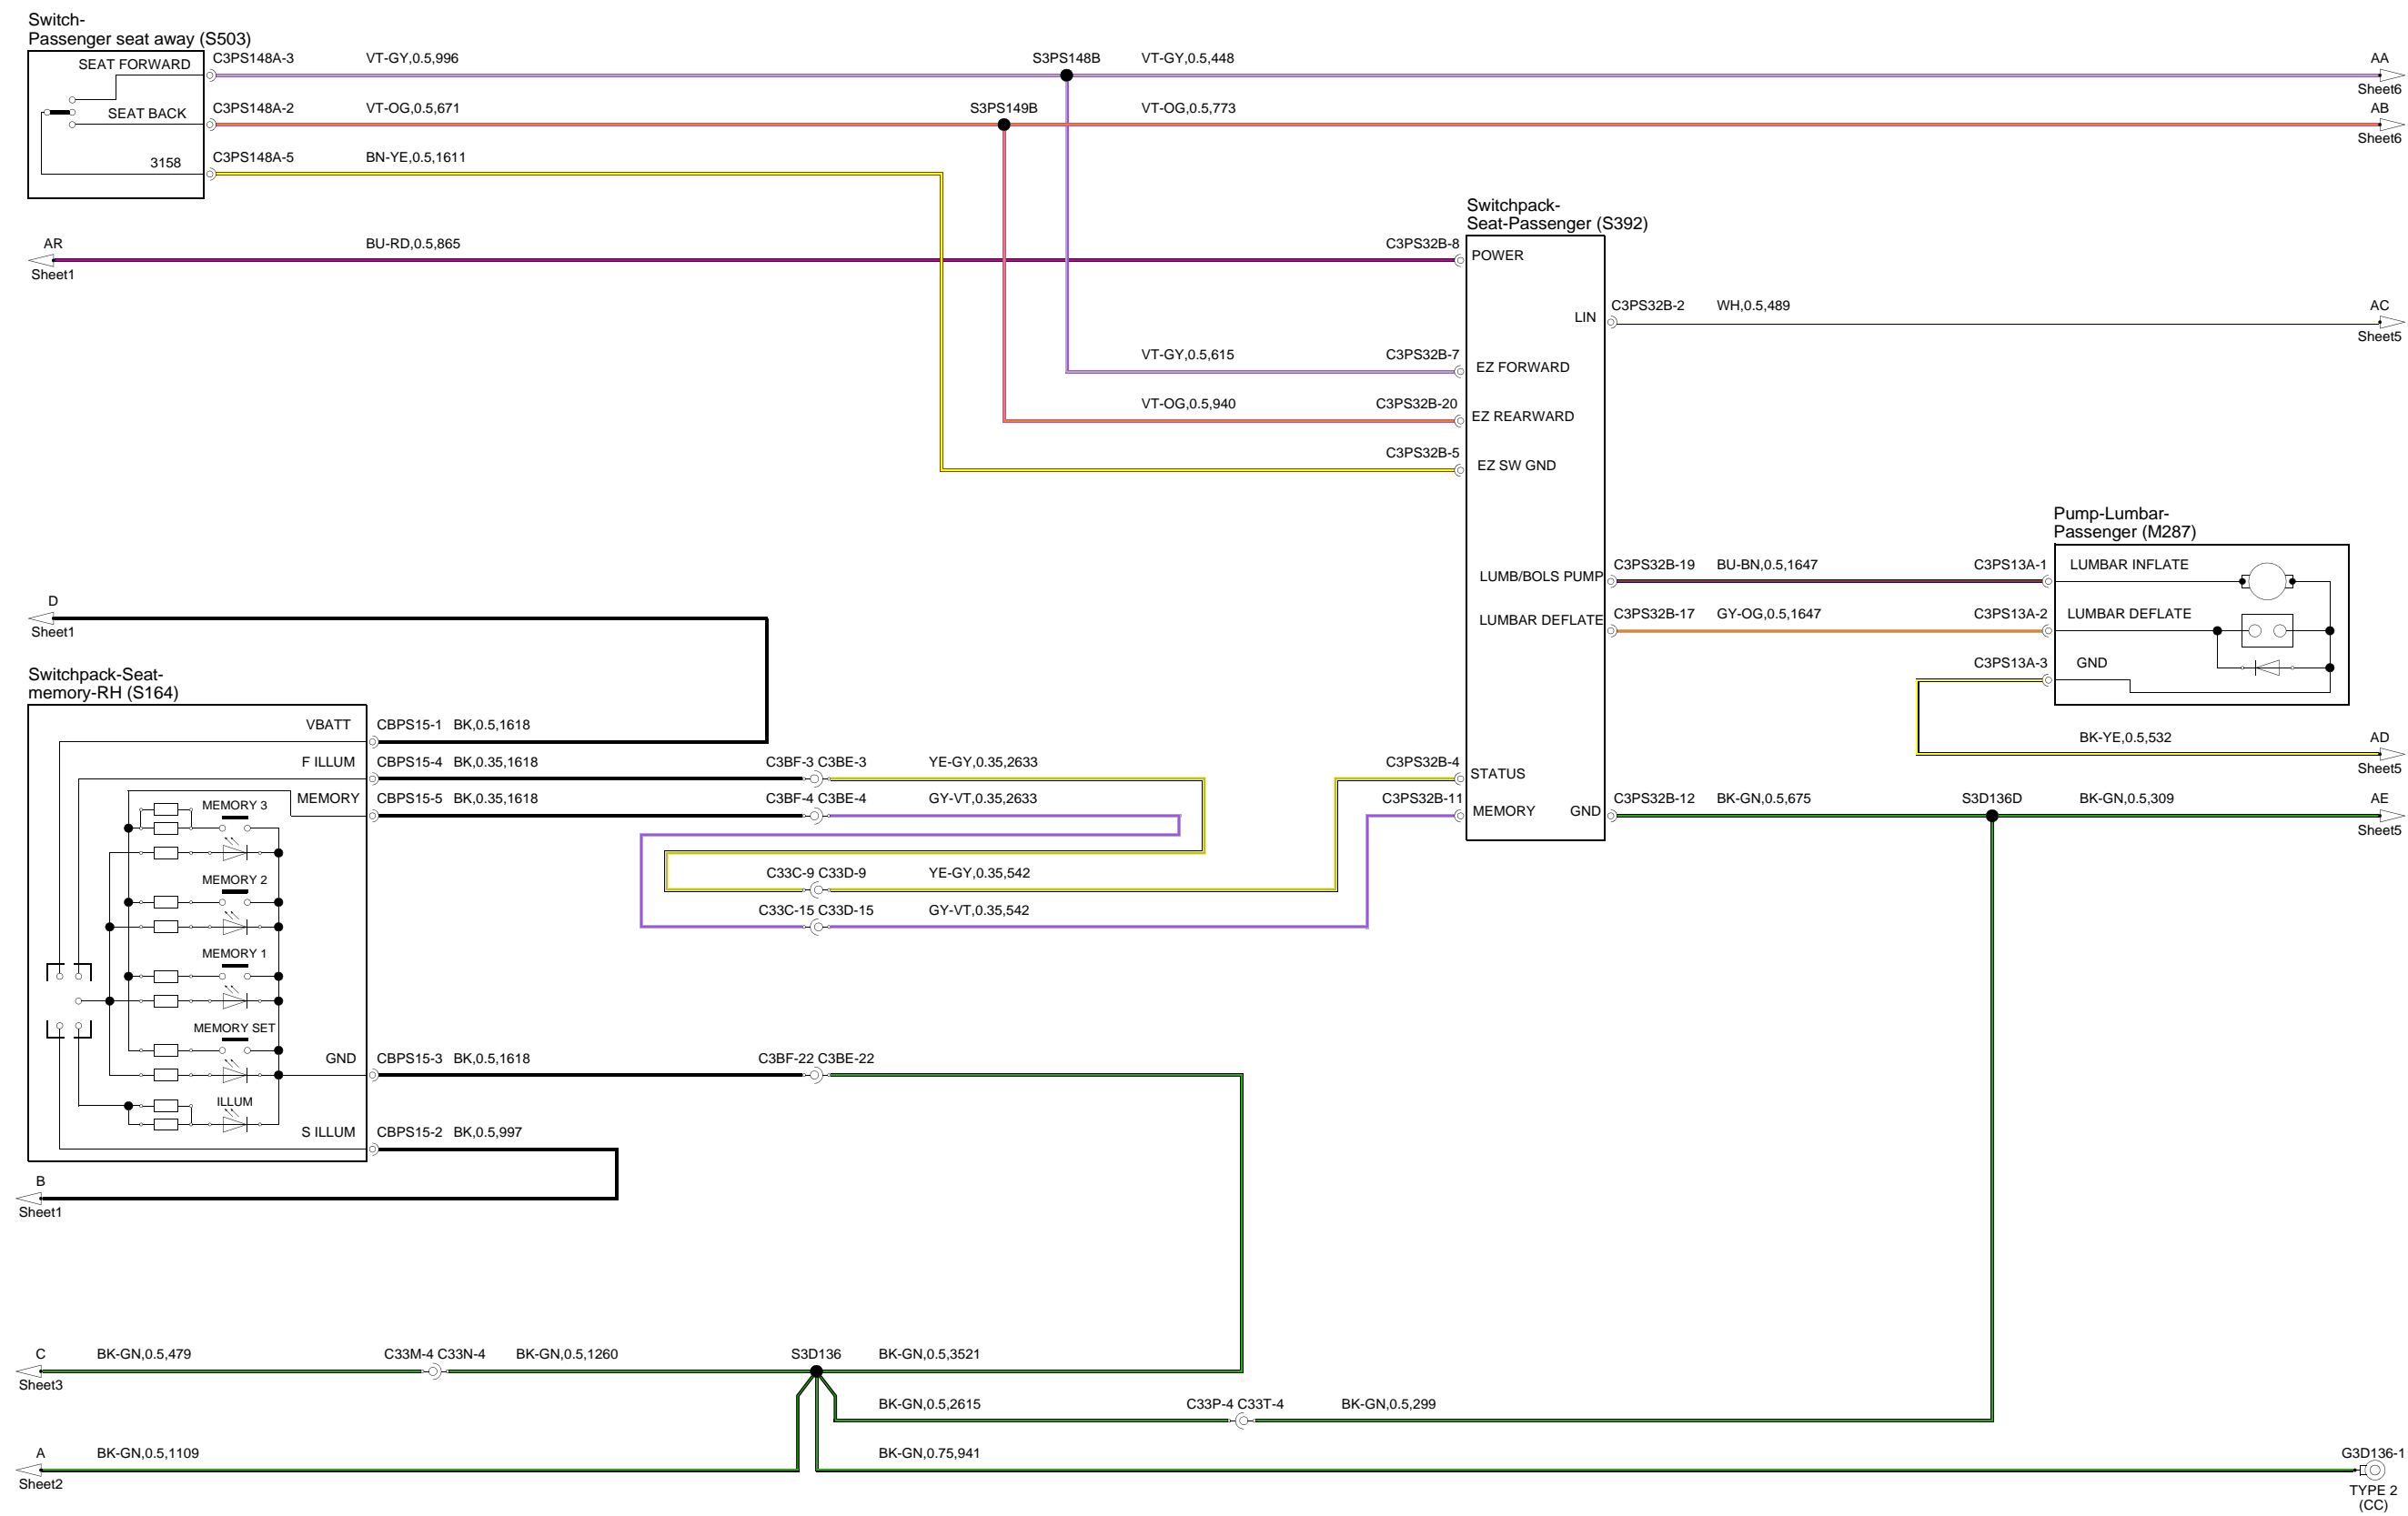 Switch-
Passenger seat away (S503)
SEAT FORWARD
C3PS148A-3
VT-GY,0.5,996
S3PS148B
VT-GY,0.5,448
AA
Sheet6
SEAT BACK
C3PS148A-2
VT-OG,0.5,671
S3PS149B
VT-OG,0.5,773
AB
Sheet6
3158
C3PS148A-5
BN-YE,0.5,1611
Switchpack-
Seat-Passenger (S392)
AR
Sheet1
BU-RD,0.5,865
C3PS32B-8
POWER
LIN
C3PS32B-2
WH,0.5,489
AC
Sheet5
VT-GY,0.5,615
C3PS32B-7
EZ FORWARD
VT-OG,0.5,940
C3PS32B-20
EZ REARWARD
C3PS32B-5
EZ SW GND
Pump-Lumbar-
Passenger (M287)
LUMB/BOLS PUMP
C3PS32B-19
BU-BN,0.5,1647
C3PS13A-1
LUMBAR INFLATE
LUMBAR DEFLATE
C3PS32B-17
GY-OG,0.5,1647
C3PS13A-2
LUMBAR DEFLATE
C3PS13A-3
GND
D
Sheet1
Switchpack-Seat-
memory-RH (S164)
VBATT
CBPS15-1
BK,0.5,1618
BK-YE,0.5,532
AD
Sheet5
F ILLUM
CBPS15-4
BK,0.35,1618
C3BF-3 C3BE-3
YE-GY,0.35,2633
C3PS32B-4
STATUS
MEMORY
CBPS15-5
BK,0.35,1618
C3BF-4 C3BE-4
GY-VT,0.35,2633
C3PS32B-11
MEMORY
GND
C3PS32B-12
BK-GN,0.5,675
S3D136D
BK-GN,0.5,309
AE
Sheet5
MEMORY 3
C33C-9 C33D-9
YE-GY,0.35,542
MEMORY 2
C33C-15 C33D-15
GY-VT,0.35,542
MEMORY 1
MEMORY SET
GND
CBPS15-3
BK,0.5,1618
C3BF-22 C3BE-22
ILLUM
S ILLUM
CBPS15-2
BK,0.5,997
B
Sheet1
C
Sheet3
BK-GN,0.5,479
C33M-4 C33N-4
BK-GN,0.5,1260
S3D136
BK-GN,0.5,3521
BK-GN,0.5,2615
C33P-4 C33T-4
BK-GN,0.5,299
A
Sheet2
BK-GN,0.5,1109
BK-GN,0.75,941
G3D136-1
TYPE 2
(CC)